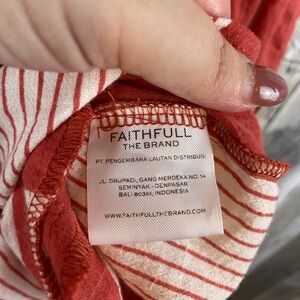 FAITHFULL
THE BRAND
PT. PENGEMBARA LAUTAN DISTRIBUSI
JL. DRUPADI, GANG MERDEKA NO. 14
SEMINYAK - DENPASAR
BALI 80361, INDONESIA
WWW.FAITHFULLTHEBRAND.COM